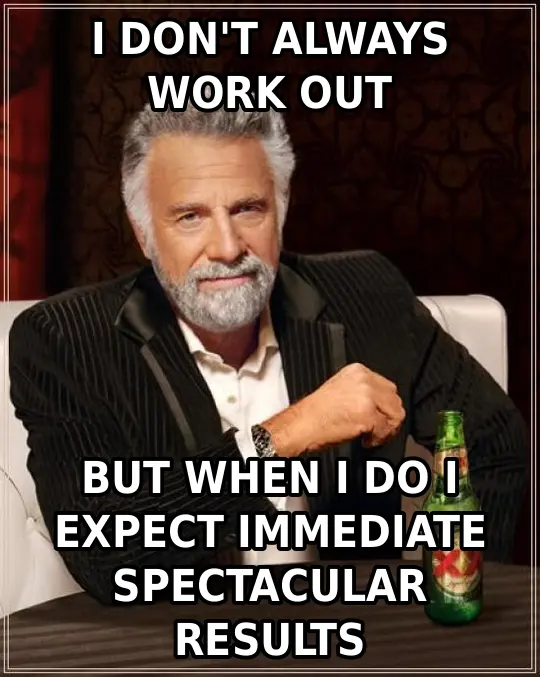 I DON'T ALWAYS
WORK OUT
BUT WHEN I DO I
EXPECT IMMEDIATE
SPECTACULAR
RESULTS